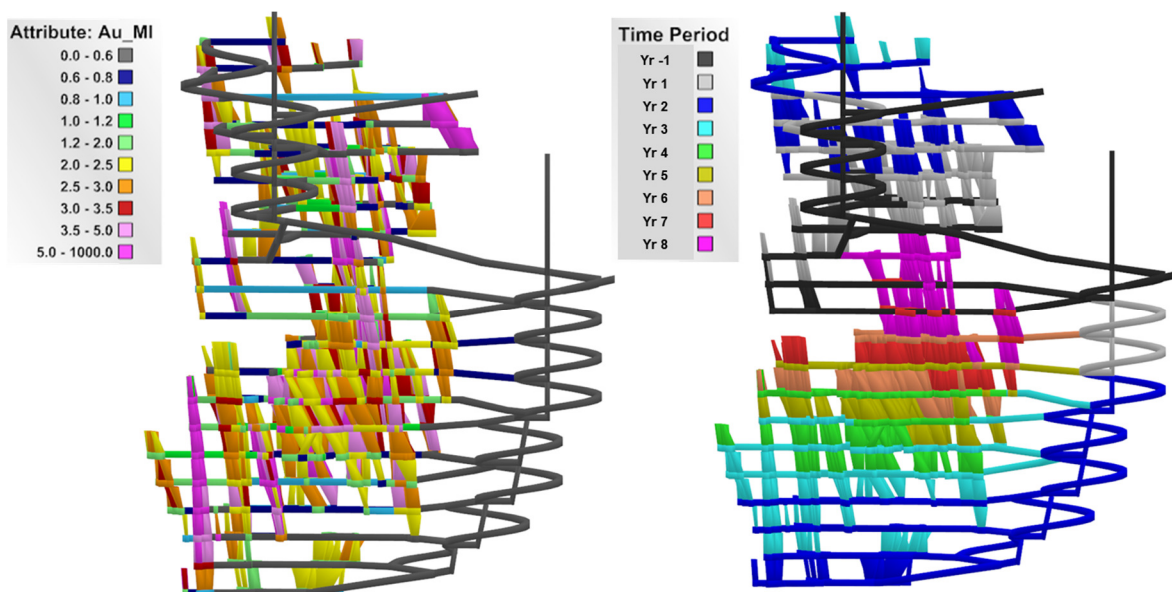 Attribute: Au_MI
0.0 - 0.6
0.6 - 0.8
0.8 - 1.0
1.0 - 1.2
1.2 - 2.0
2.0 - 2.5
2.5 - 3.0
3.0 - 3.5
3.5 - 5.0
5.0 - 1000.0
Time Period
Yr -1
Yr 1
Yr 2
Yr 3
Yr 4
Yr 5
Yr 6
Yr 7
Yr 8